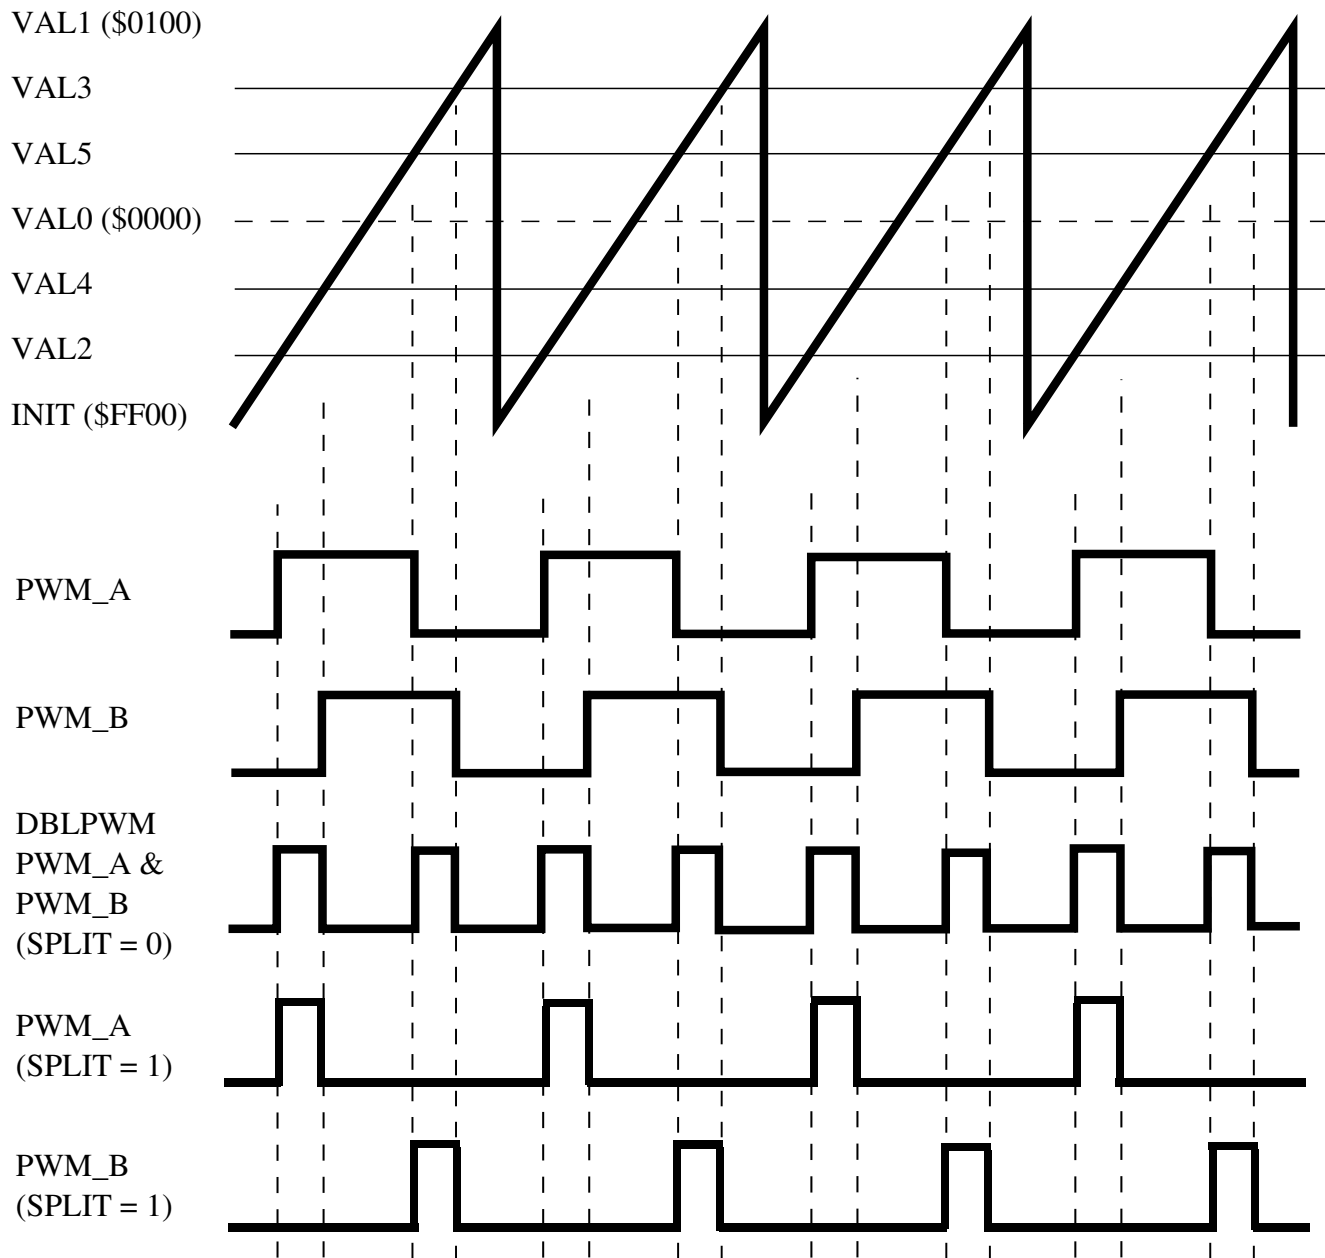 VAL1 ($0100)
VAL3
VAL5
VAL0 ($0000)
VAL4
VAL2
INIT ($FF00)
PWM_A
PWM_B
DBLPWM
PWM_A &
PWM_B
(SPLIT = 0)
PWM_A
(SPLIT = 1)
PWM_B
(SPLIT = 1)